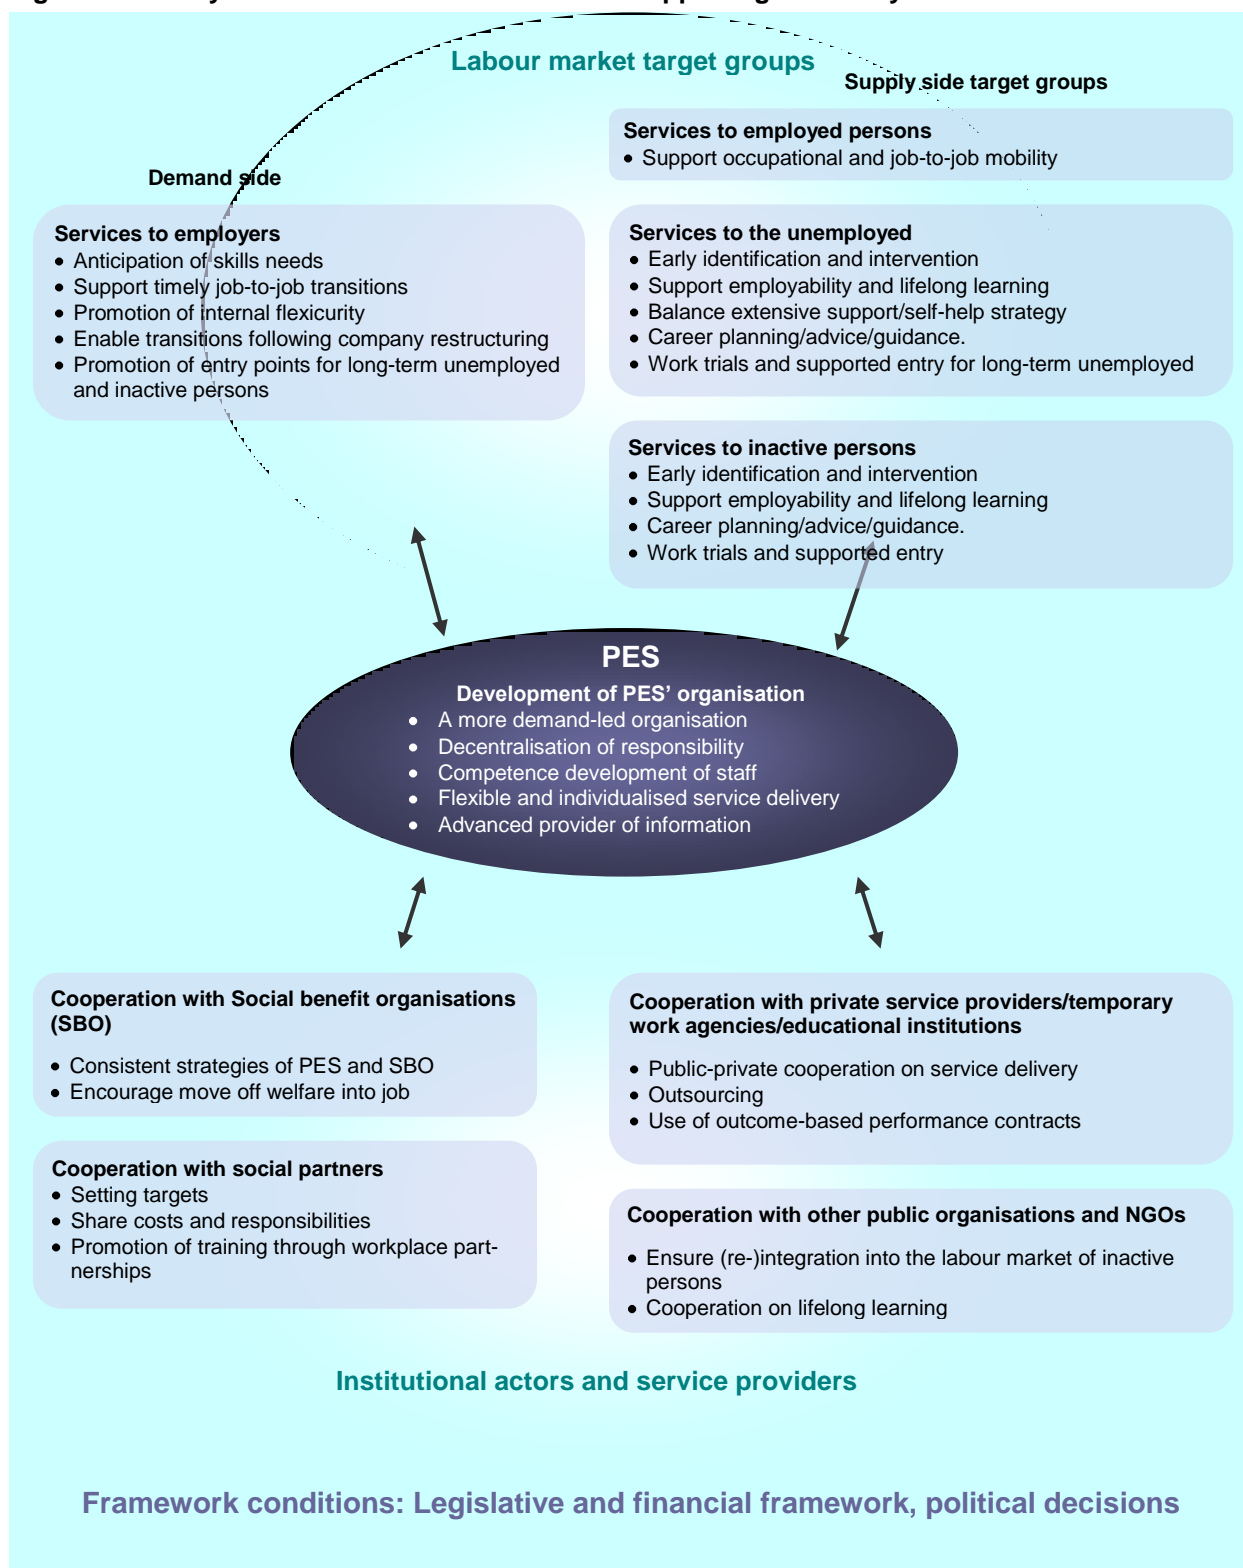 Labour market target groups
Supply side target groups
Services to employed persons
• Support occupational and job-to-job mobility
Demand side
Services to employers
• Anticipation of skills needs
• Support timely job-to-job transitions
• Promotion of internal flexicurity
• Enable transitions following company restructuring
• Promotion of entry points for long-term unemployed
and inactive persons
Services to the unemployed
• Early identification and intervention
• Support employability and lifelong learning
• Balance extensive support/self-help strategy
• Career planning/advice/guidance.
• Work trials and supported entry for long-term unemployed
Services to inactive persons
• Early identification and intervention
• Support employability and lifelong learning
• Career planning/advice/guidance.
• Work trials and supported entry
PES
Development of PES’ organisation
• A more demand-led organisation
• Decentralisation of responsibility
• Competence development of staff
• Flexible and individualised service delivery
• Advanced provider of information
Cooperation with Social benefit organisations
(SBO)
• Consistent strategies of PES and SBO
• Encourage move off welfare into job
Cooperation with social partners
• Setting targets
• Share costs and responsibilities
• Promotion of training through workplace part-
nerships
Cooperation with private service providers/temporary
work agencies/educational institutions
• Public-private cooperation on service delivery
• Outsourcing
• Use of outcome-based performance contracts
Cooperation with other public organisations and NGOs
• Ensure (re-)integration into the labour market of inactive
persons
• Cooperation on lifelong learning
Institutional actors and service providers
Framework conditions: Legislative and financial framework, political decisions